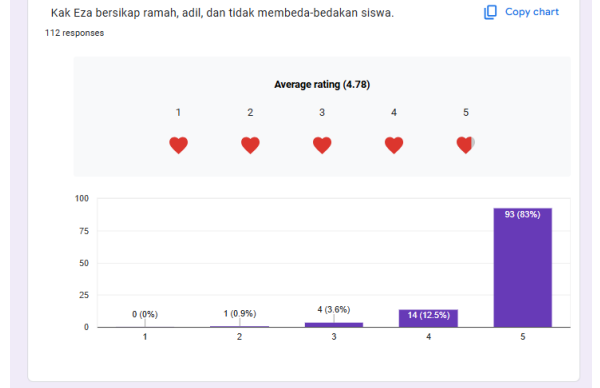 Kak Eza bersikap ramah, adil, dan tidak membeda-bedakan siswa.
Copy chart
112 responses
Average rating (4.78)
1 2 3 4 5
100
75
50
25
0
0 (0%)
1 (0.9%)
4 (3.6%)
14 (12.5%)
93 (83%)
1 2 3 4 5